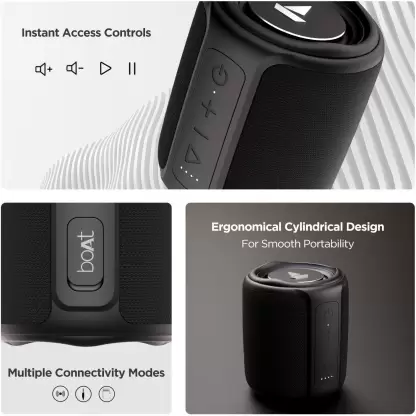 Instant Access Controls
boAt
Ergonomical Cylindrical Design
For Smooth Portability
Multiple Connectivity Modes